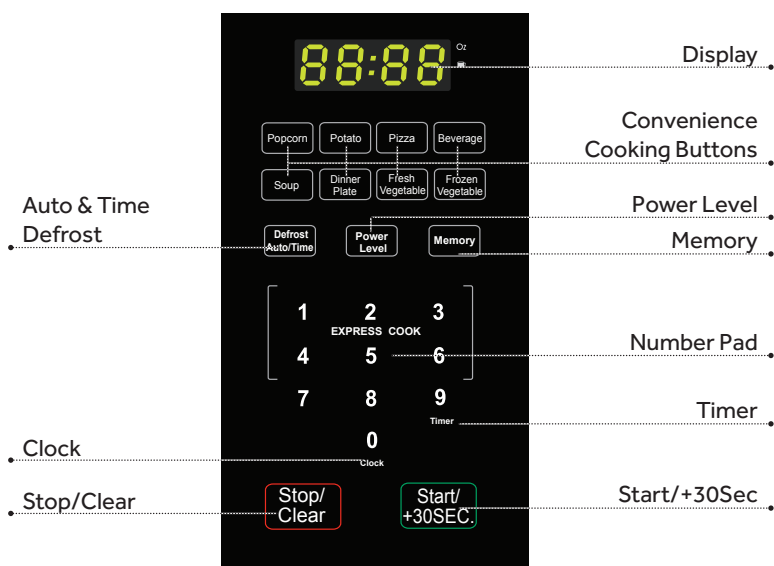 88:88
Oz
Display
Convenience
Cooking Buttons
Popcorn
Potato
Pizza
Beverage
Soup
Dinner
Plate
Fresh
Vegetable
Frozen
Vegetable
Auto & Time
Defrost
Power Level
Memory
Defrost
Auto/Time
Power
Level
Memory
1 2 3
EXPRESS COOK
4 5 6
Number Pad
7 8 9
Timer
Timer
0
Clock
Clock
Stop/Clear
Stop/
Clear
Start/
+30SEC.
Start/+30Sec